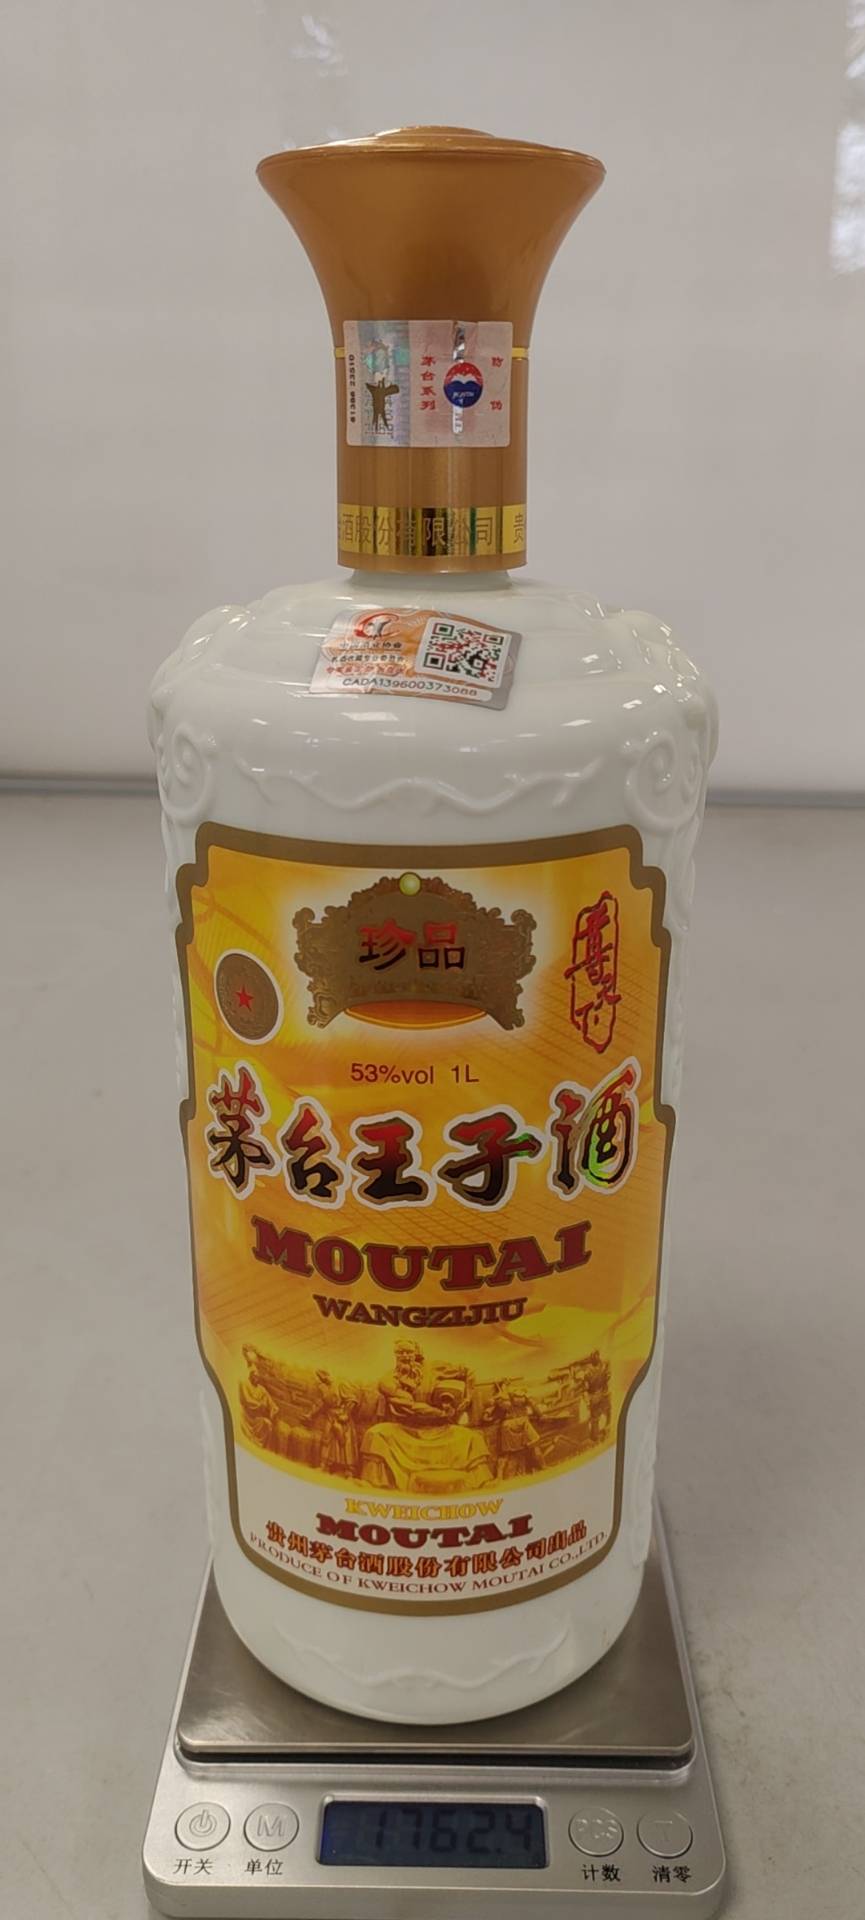 茅台系列
防伪
酒股份有限公司 贵
CADA139600373088
珍品
尊天下
53%vol 1L
茅台王子酒
MOUTAI
WANGZIJIU
KWEICHOW
MOUTAI
贵州茅台酒股份有限公司出品
PRODUCE OF KWEICHOW MOUTAI CO.,LTD.
1762.4
M PCS T
开关 单位 计数 清零